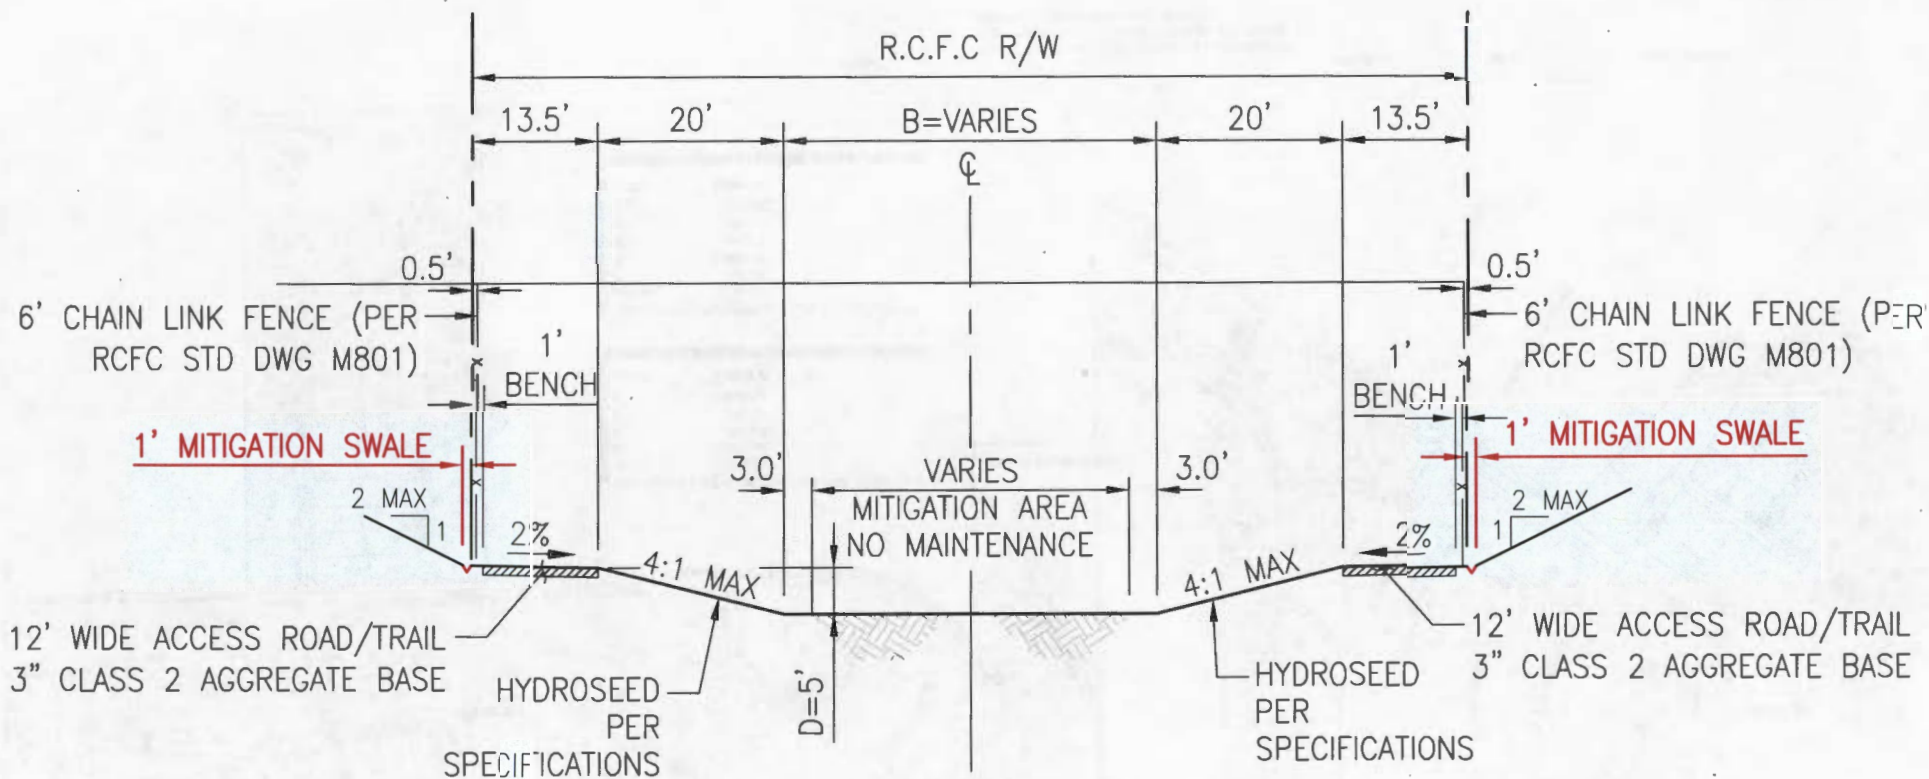 R.C.F.C R/W
13.5' 20' B=VARIES 20' 13.5'
℄
0.5' 0.5'
6' CHAIN LINK FENCE (PER
RCFC STD DWG M801)
6' CHAIN LINK FENCE (PER
RCFC STD DWG M801)
1'
BENCH
1'
BENCH
1' MITIGATION SWALE
1' MITIGATION SWALE
3.0' VARIES 3.0'
MITIGATION AREA
NO MAINTENANCE
2 MAX
1
2 MAX
1
2%
2%
4:1 MAX
4:1 MAX
12' WIDE ACCESS ROAD/TRAIL
3" CLASS 2 AGGREGATE BASE
12' WIDE ACCESS ROAD/TRAIL
3" CLASS 2 AGGREGATE BASE
HYDROSEED
PER
SPECIFICATIONS
D=5'
HYDROSEED
PER
SPECIFICATIONS